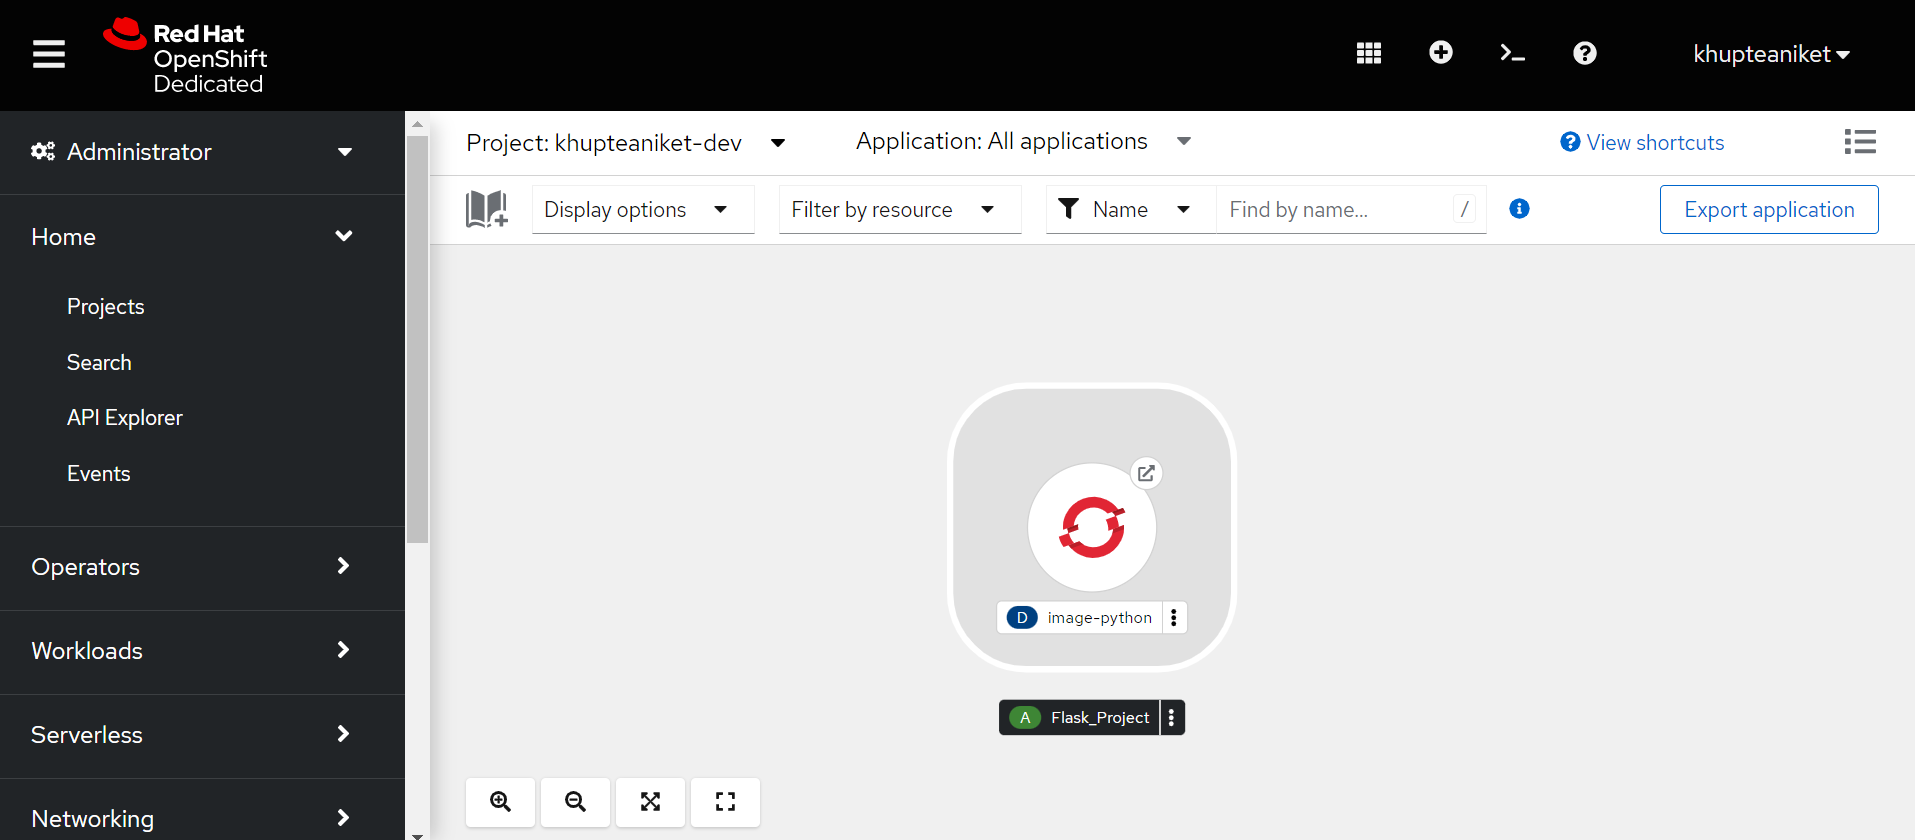 Red Hat
OpenShift
Dedicated
khupteaniket
Administrator
Home
Projects
Search
API Explorer
Events
Operators
Workloads
Serverless
Networking
Project: khupteaniket-dev
Application: All applications
View shortcuts
Display options
Filter by resource
Name
Find by name...
/
Export application
D image-python
A Flask_Project